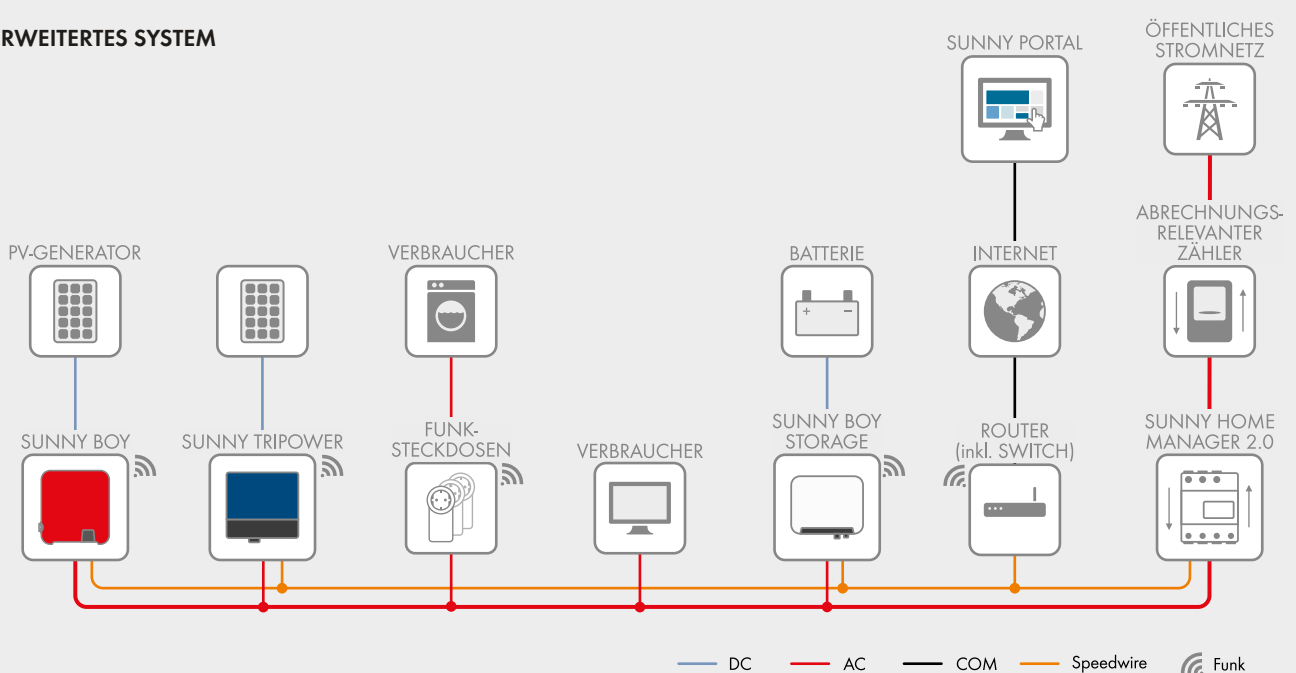 RWEITERTES SYSTEM
SUNNY PORTAL
ÖFFENTLICHES
STROMNETZ
PV-GENERATOR
VERBRAUCHER
BATTERIE
INTERNET
ABRECHNUNGS-
RELEVANTER
ZÄHLER
SUNNY BOY
SUNNY TRIPOWER
FUNK-
STECKDOSEN
VERBRAUCHER
SUNNY BOY
STORAGE
ROUTER
(inkl. SWITCH)
SUNNY HOME
MANAGER 2.0
DC
AC
COM
Speedwire
Funk